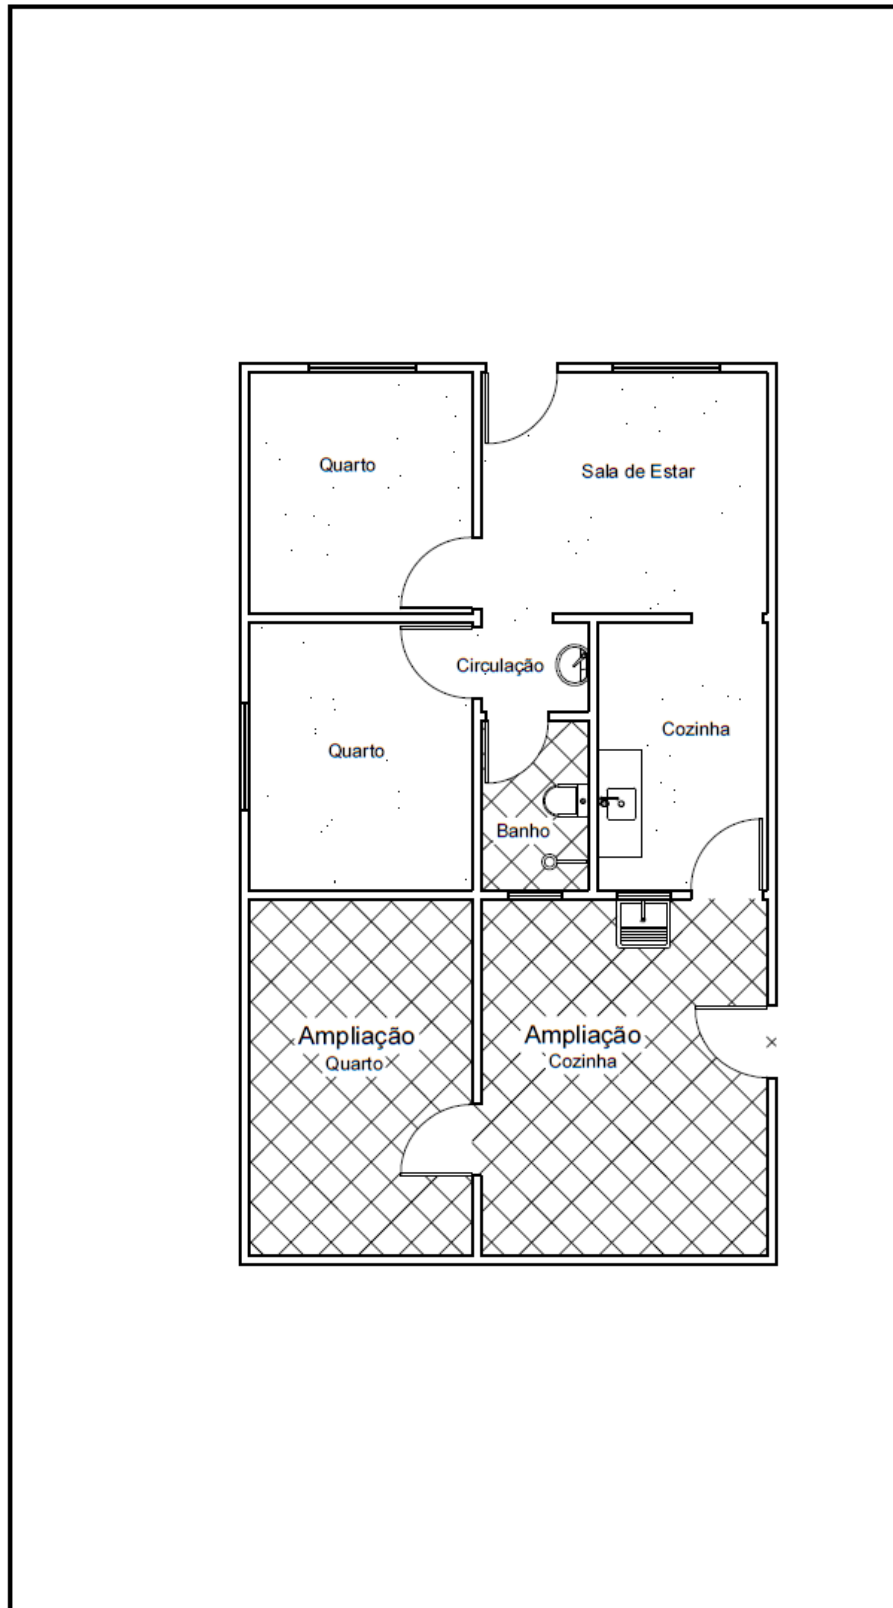 Quarto
Sala de Estar
Circulação
Cozinha
Quarto
Banho
Ampliação
Quarto
Ampliação
Cozinha